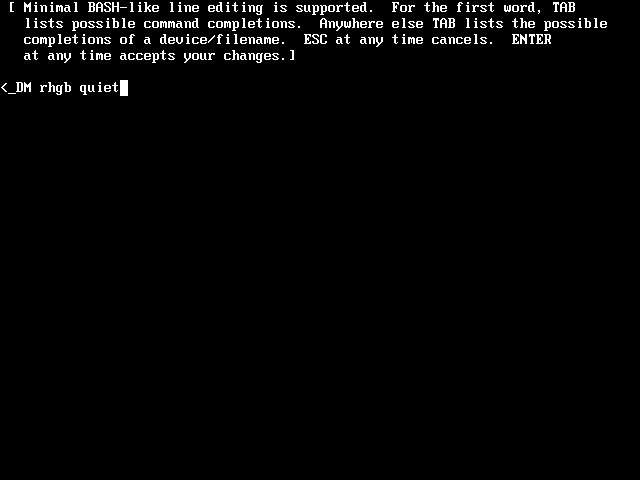 [ Minimal BASH-like line editing is supported.  For the first word, TAB
lists possible command completions.  Anywhere else TAB lists the possible
completions of a device/filename.  ESC at any time cancels.  ENTER
at any time accepts your changes.]
<_DM rhgb quiet